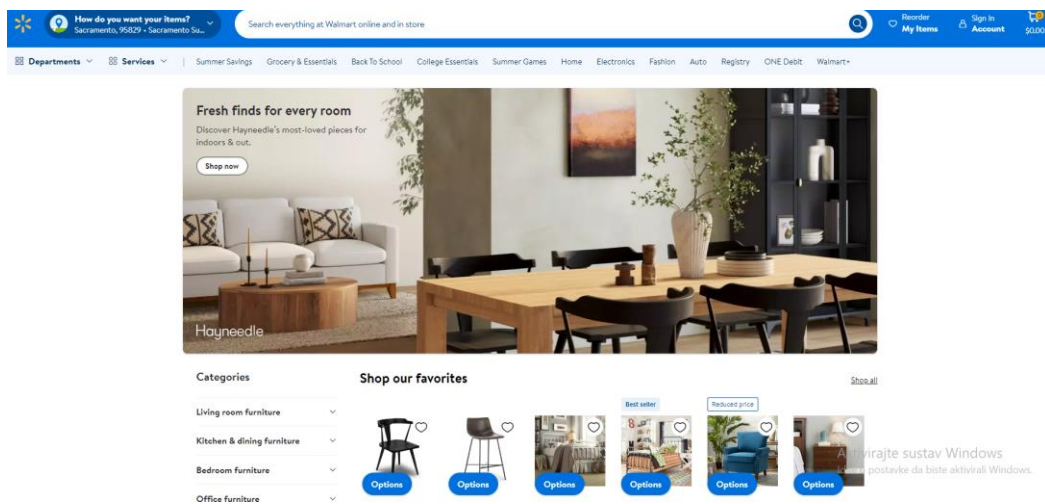 How do you want your items?
Sacramento, 95829 • Sacramento Su...
Search everything at Walmart online and in store
Reorder
My Items
Sign In
Account
$0.00
Departments
Services
Summer Savings
Grocery & Essentials
Back To School
College Essentials
Summer Games
Home
Electronics
Fashion
Auto
Registry
ONE Debit
Walmart+
Fresh finds for every room
Discover Hayneedle's most-loved pieces for
indoors & out.
Shop now
Hayneedle
Categories
Living room furniture
Kitchen & dining furniture
Bedroom furniture
Office furniture
Shop our favorites
Shop all
Best seller
Reduced price
Options
Options
Options
Options
Options
Options
sustav Windows
postavke da biste aktivirali Windows.